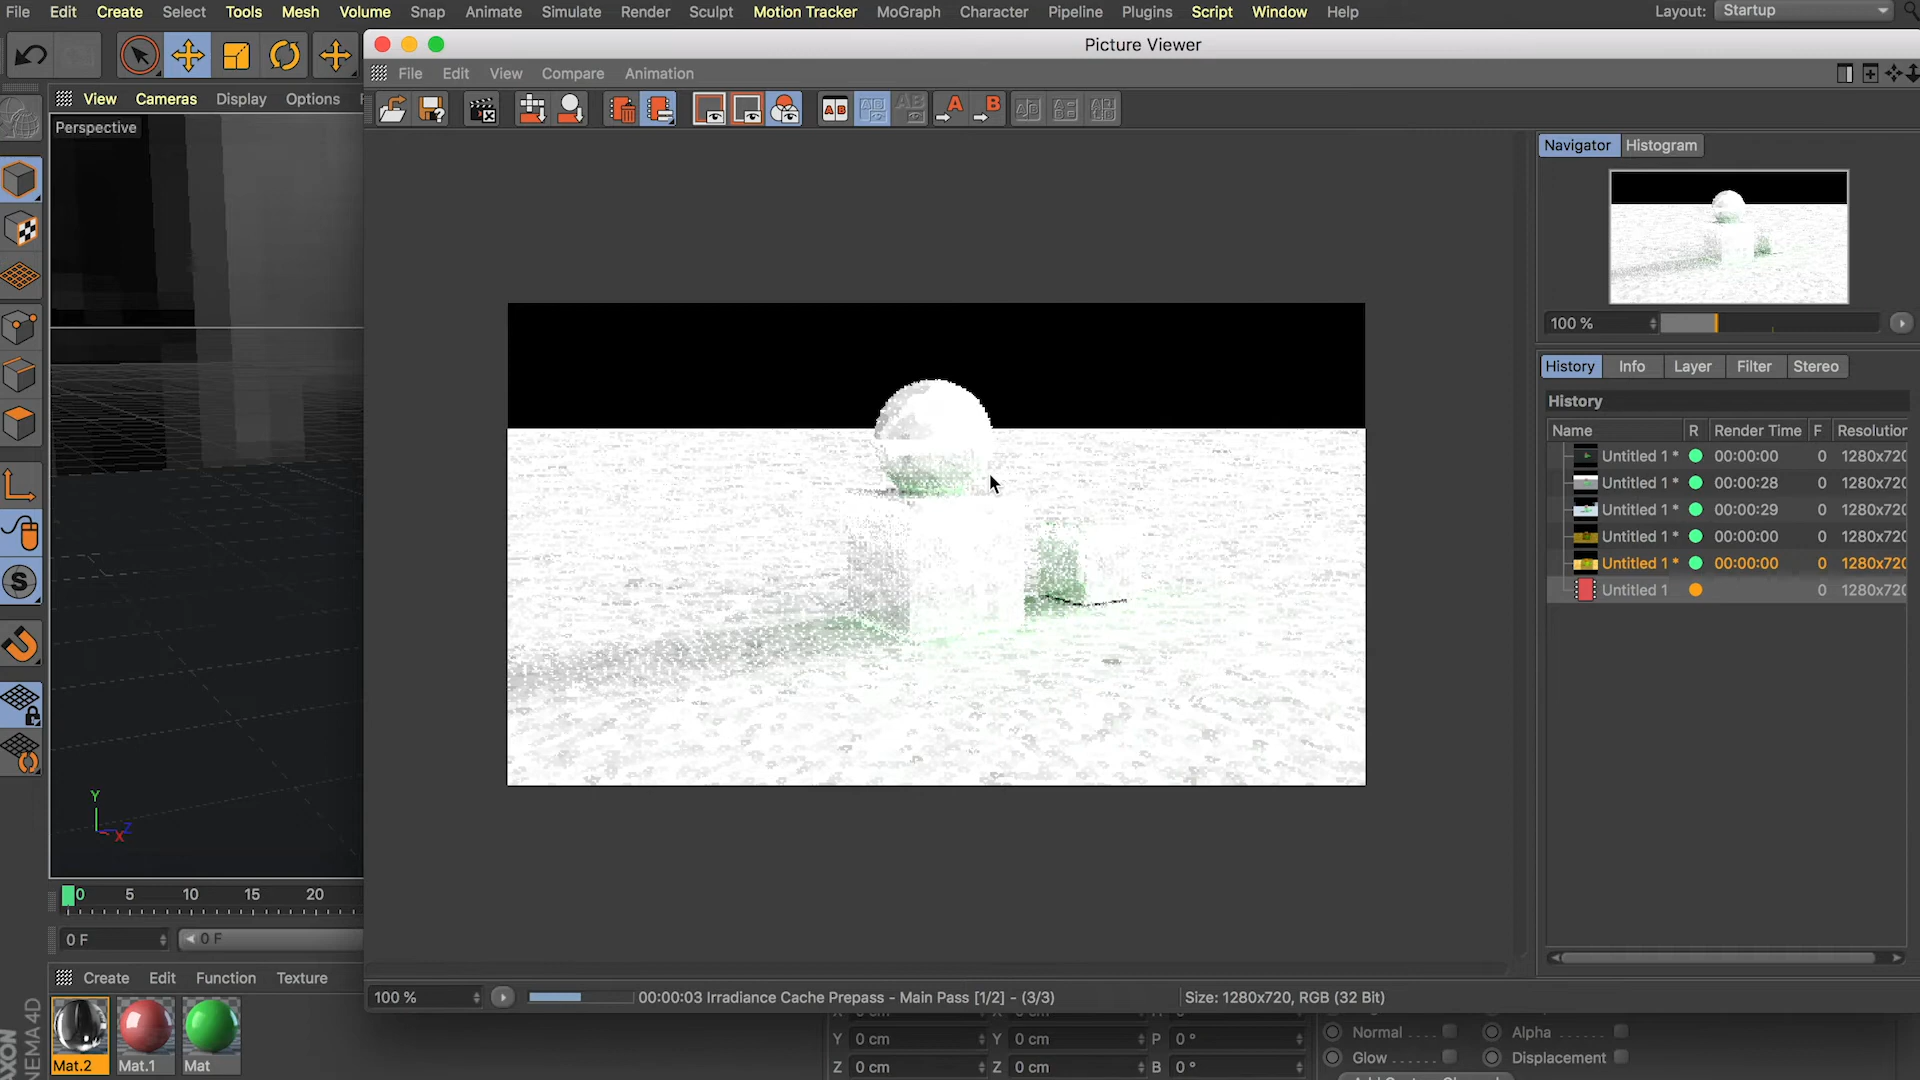 File Edit Create Select Tools Mesh Volume Snap Animate Simulate Render Sculpt Motion Tracker MoGraph Character Pipeline Plugins Script Window Help Layout: Startup
Picture Viewer
File Edit View Compare Animation
View Cameras Display Options
Perspective
Navigator Histogram
100 %
History Info Layer Filter Stereo
History
Name R Render Time F Resolution
Untitled 1 * 00:00:00 0 1280x720
Untitled 1 * 00:00:28 0 1280x720
Untitled 1 * 00:00:29 0 1280x720
Untitled 1 * 00:00:00 0 1280x720
Untitled 1 * 00:00:00 0 1280x720
Untitled 1 0 1280x720
Y
Z
X
0 5 10 15 20
0 F 0 F
Create Edit Function Texture
100 % 00:00:03 Irradiance Cache Prepass - Main Pass [1/2] - (3/3) Size: 1280x720, RGB (32 Bit)
Mat.2 Mat.1 Mat
Y 0 cm Y 0 cm P 0 °
Z 0 cm Z 0 cm B 0 °
Normal .... Alpha ......
Glow ...... Displacement